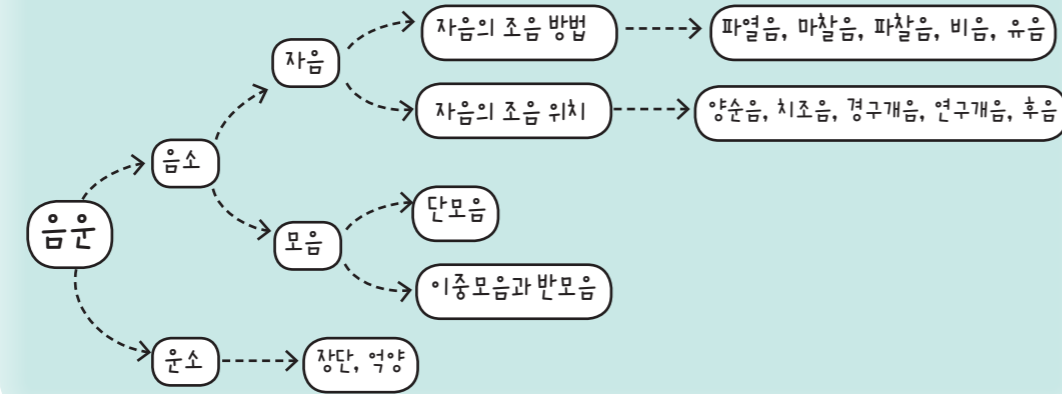 자음의 조음 방법
파열음, 마찰음, 파찰음, 비음, 유음
자음
자음의 조음 위치
양순음, 치조음, 경구개음, 연구개음, 후음
음소
단모음
음운
모음
이중모음과 반모음
운소
장단, 억양